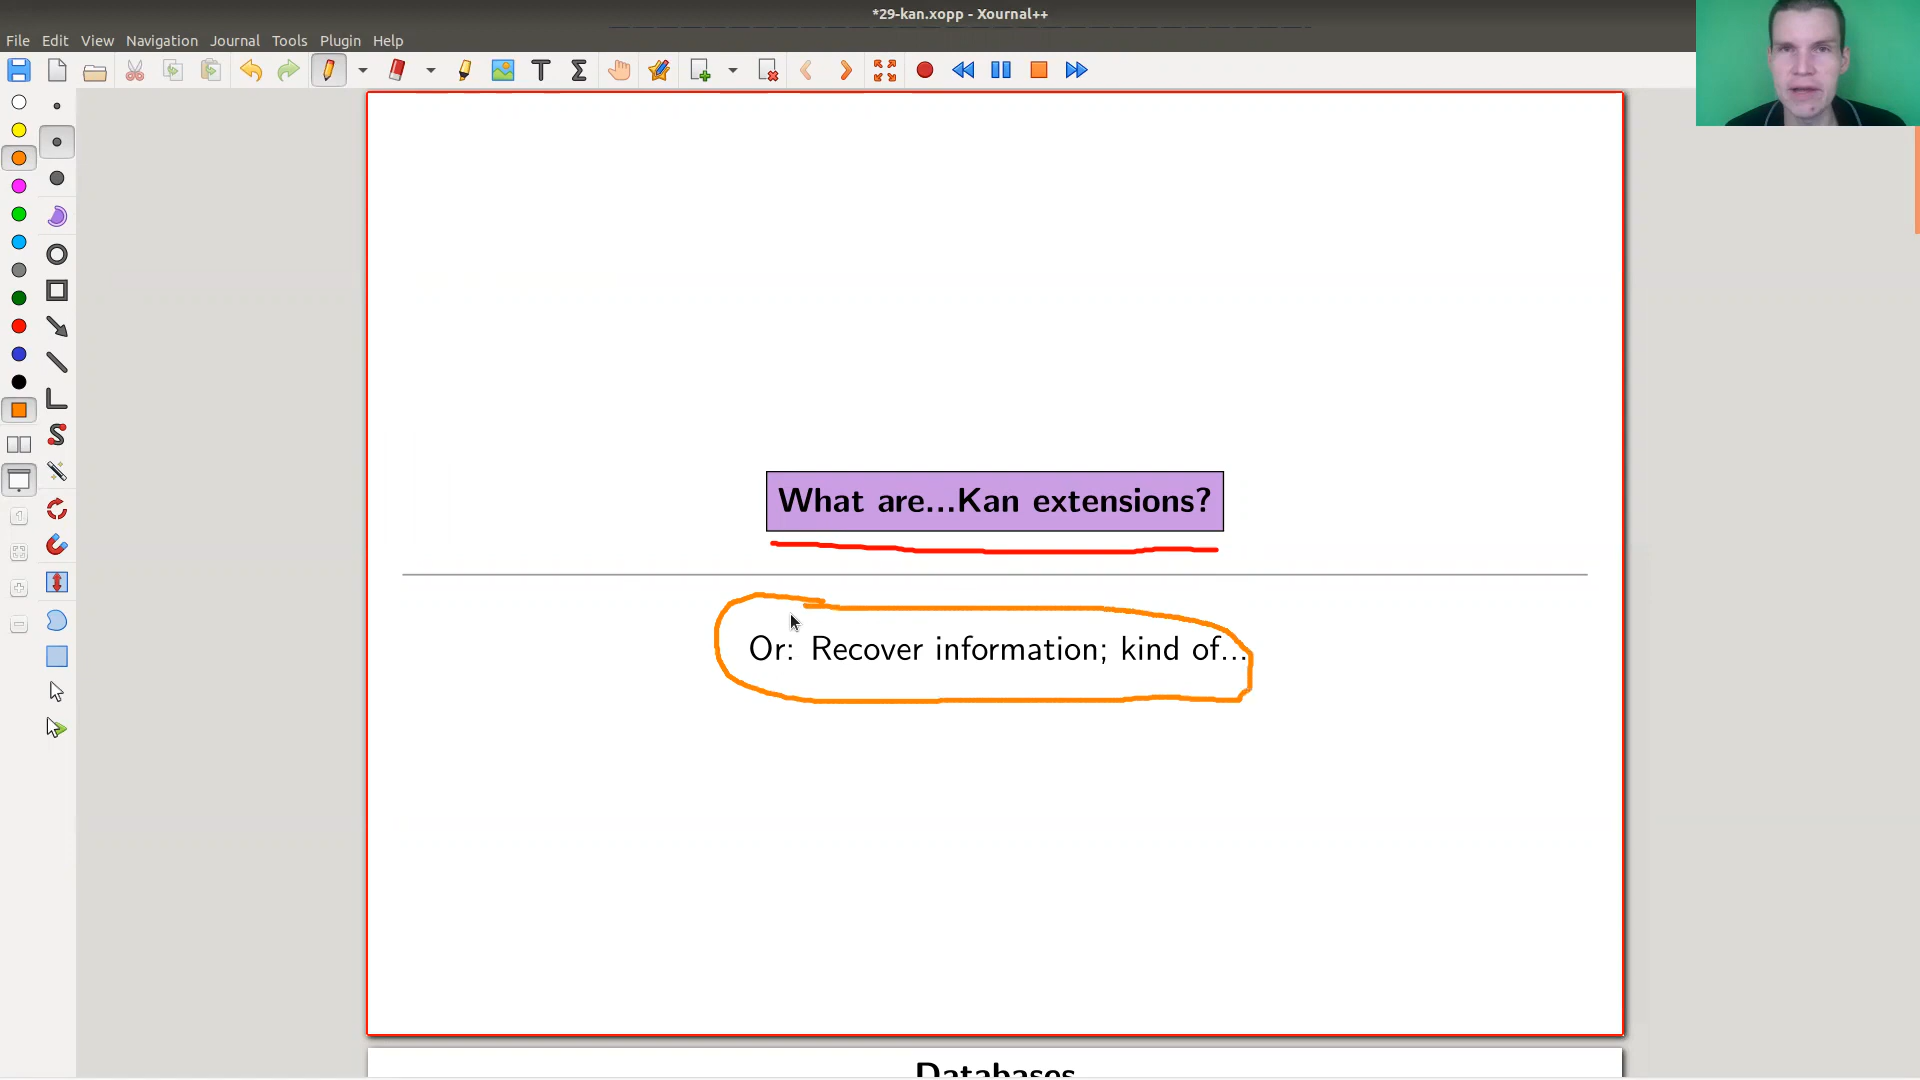 *29-kan.xopp - Xournal++
File Edit View Navigation Journal Tools Plugin Help
What are...Kan extensions?
Or: Recover information; kind of...
Databases